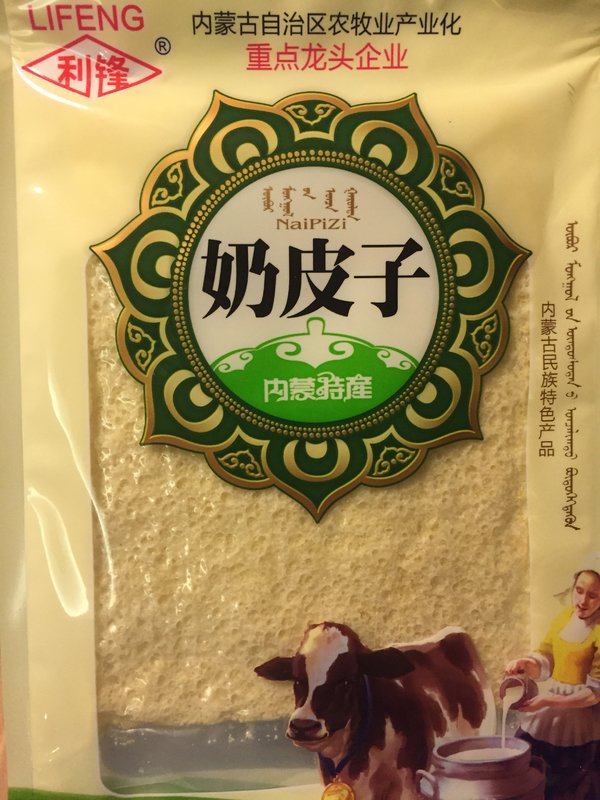 LIFENG
利锋
®
内蒙古自治区农牧业产业化
重点龙头企业
NaiPiZi
奶皮子
内蒙特産
内蒙古民族特色产品